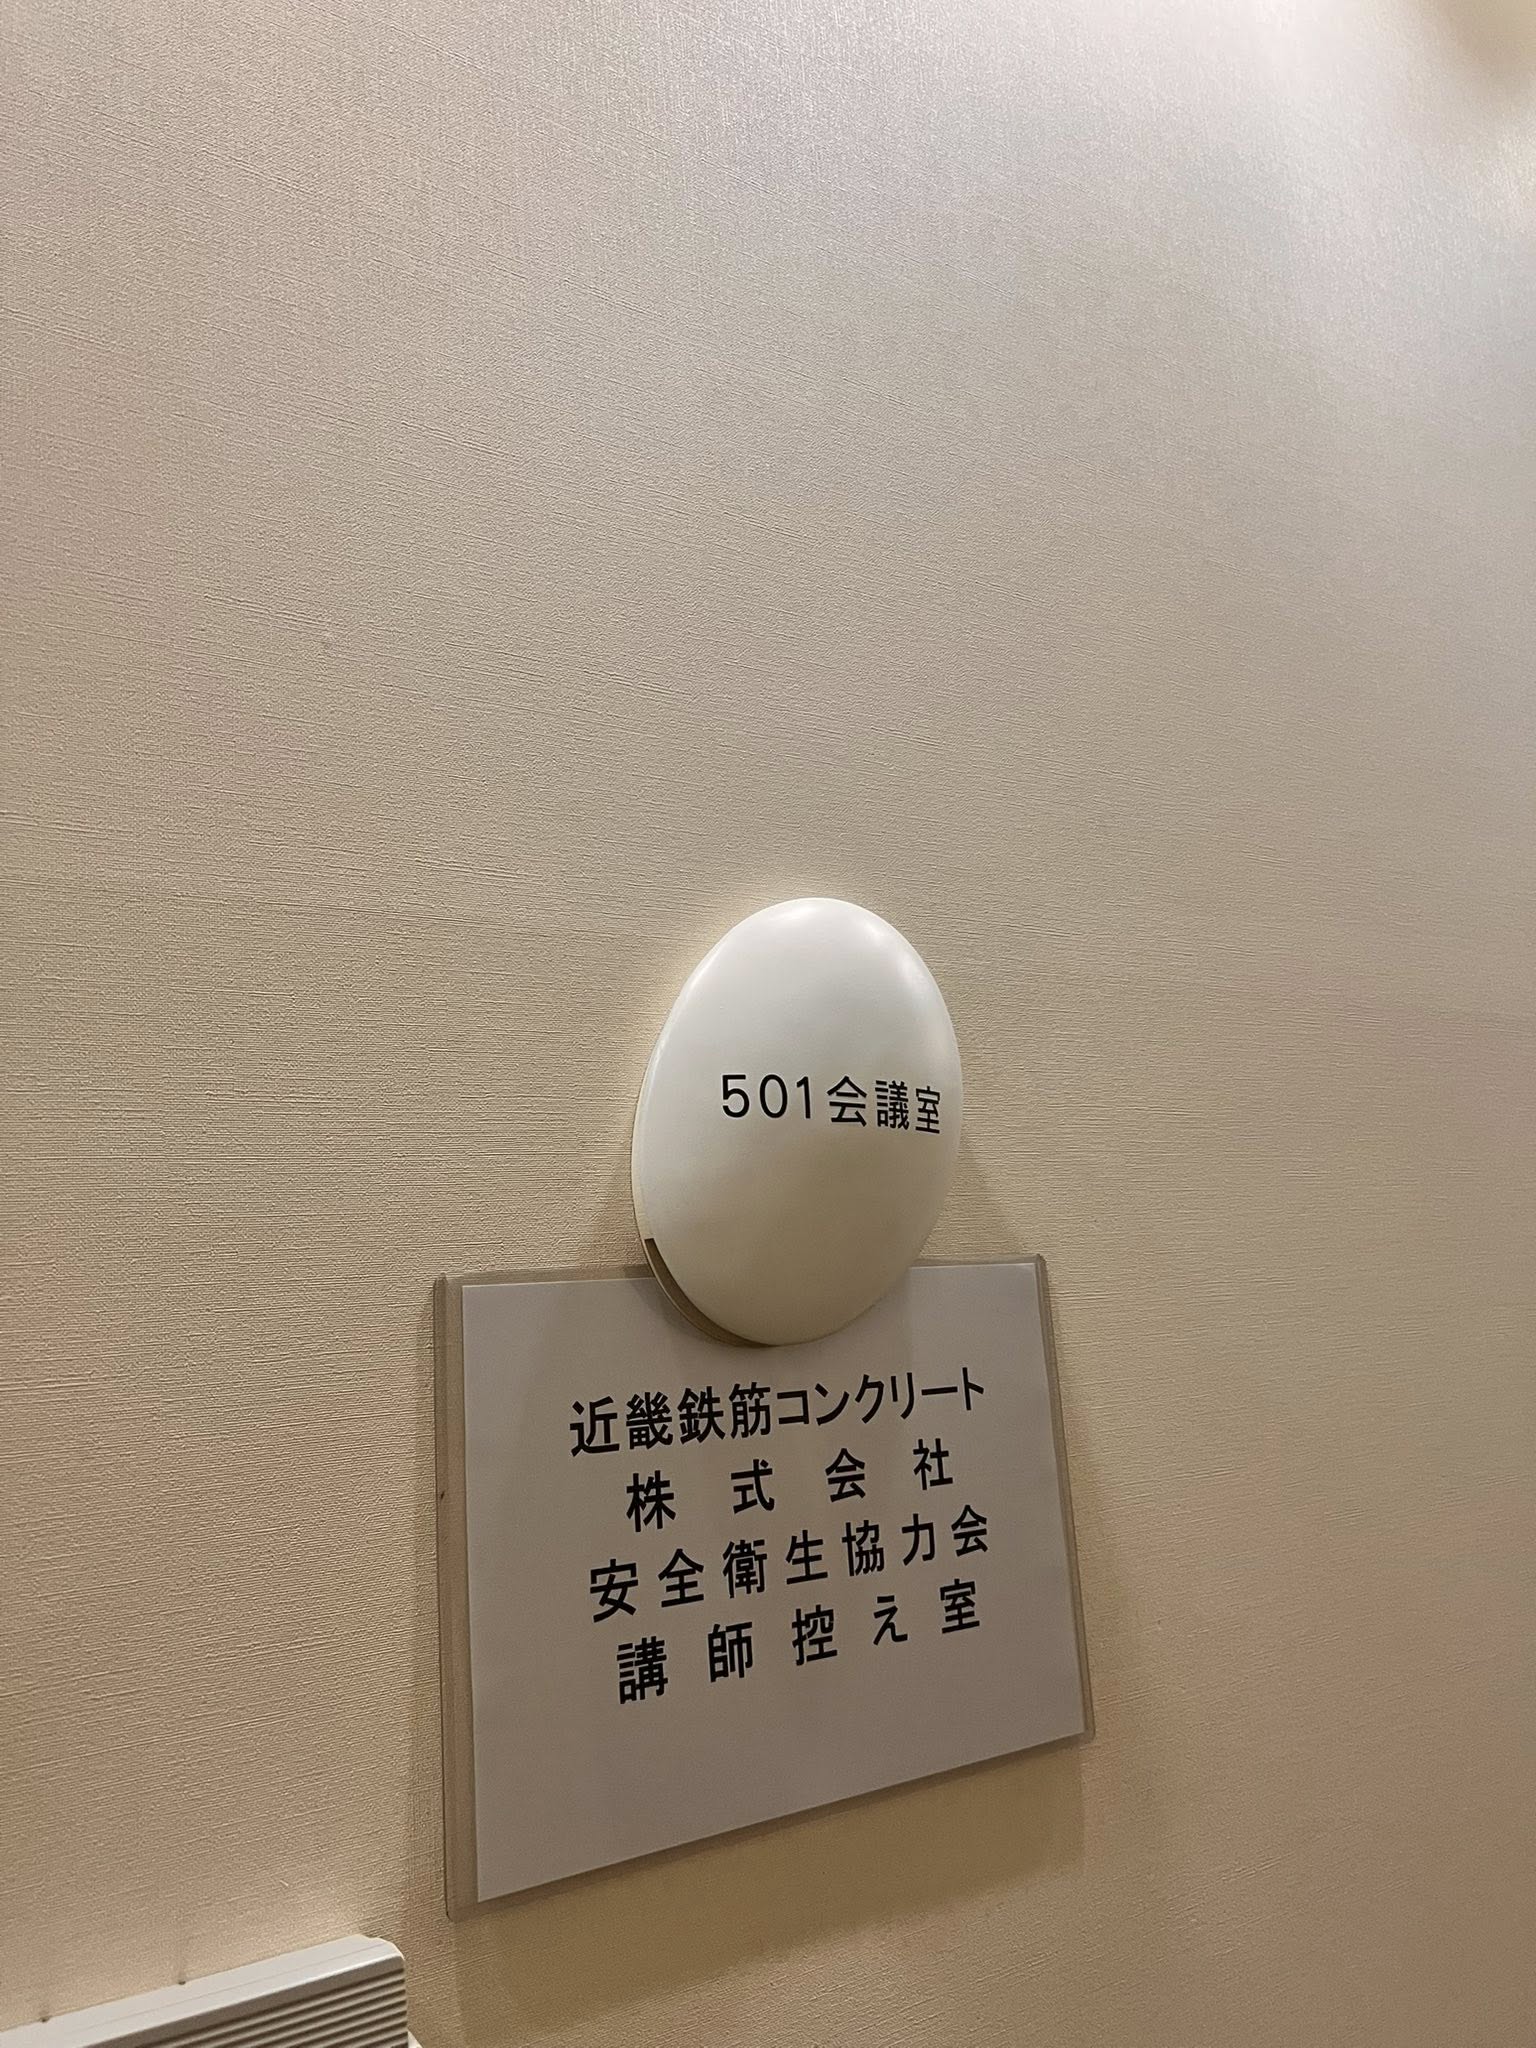 501会議室
近畿鉄筋コンクリート
株式会社
安全衛生協力会
講師控え室